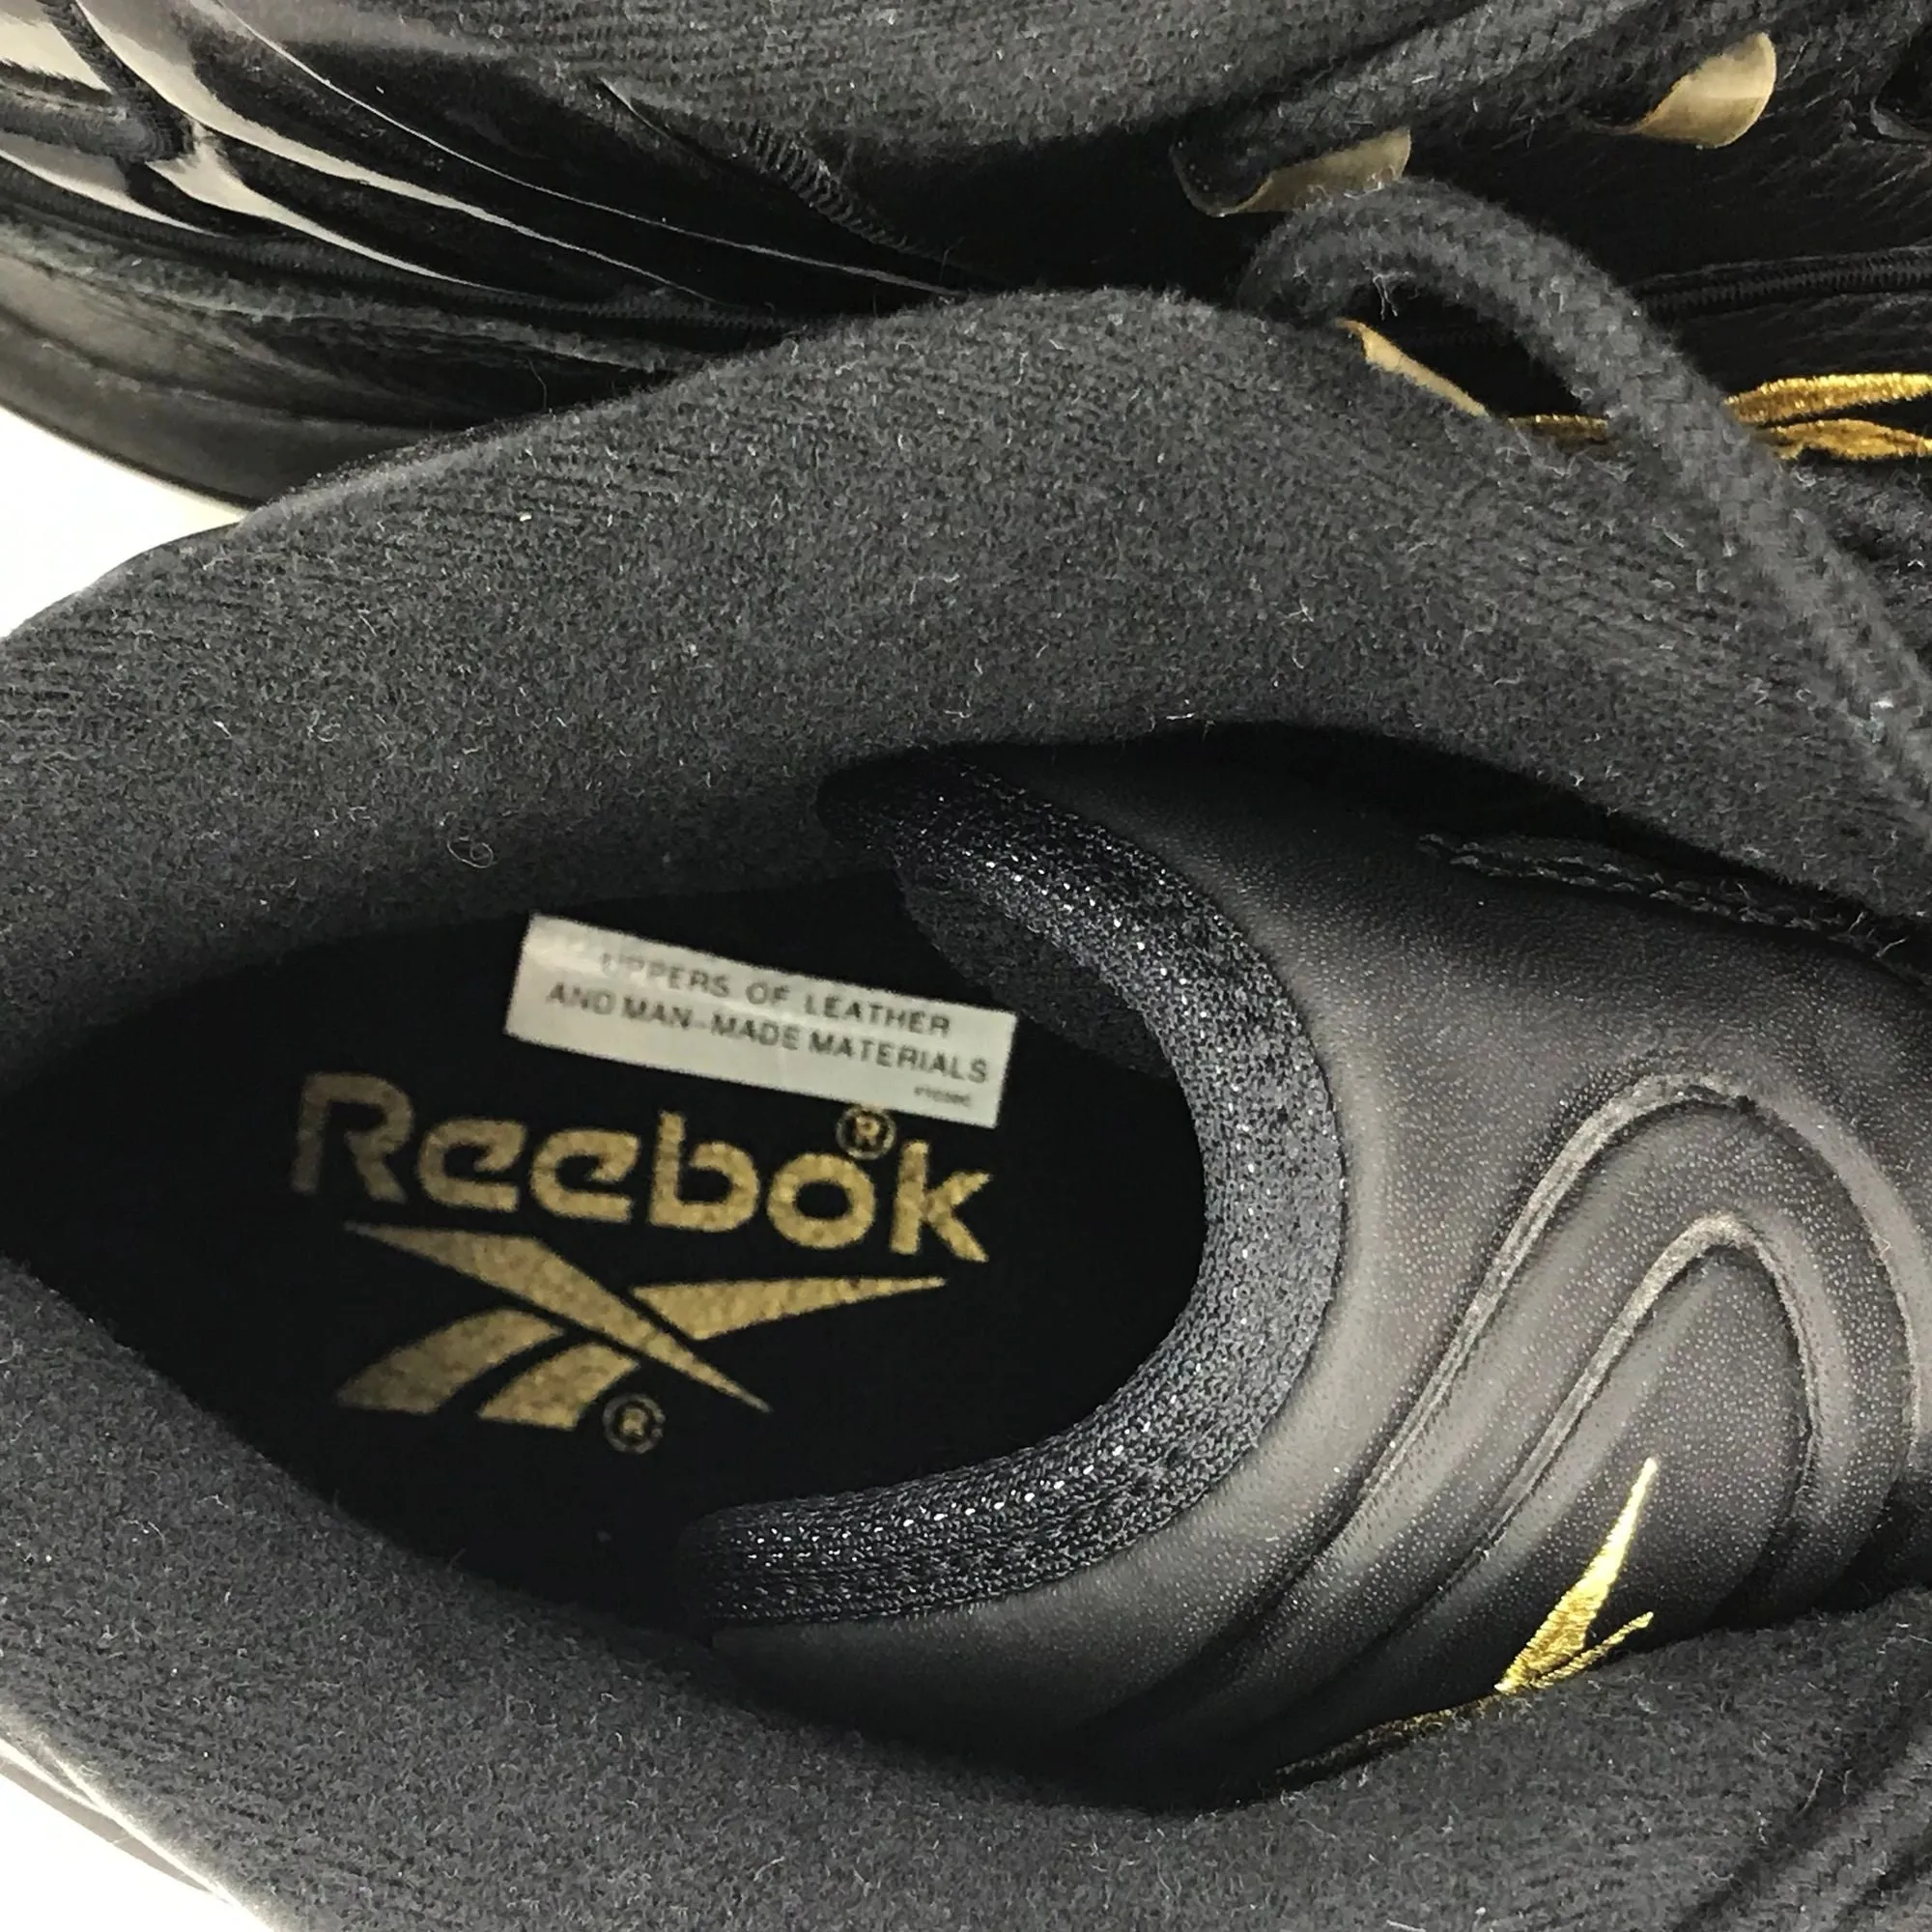 UPPERS OF LEATHER
AND MAN-MADE MATERIALS
Reebok®
®